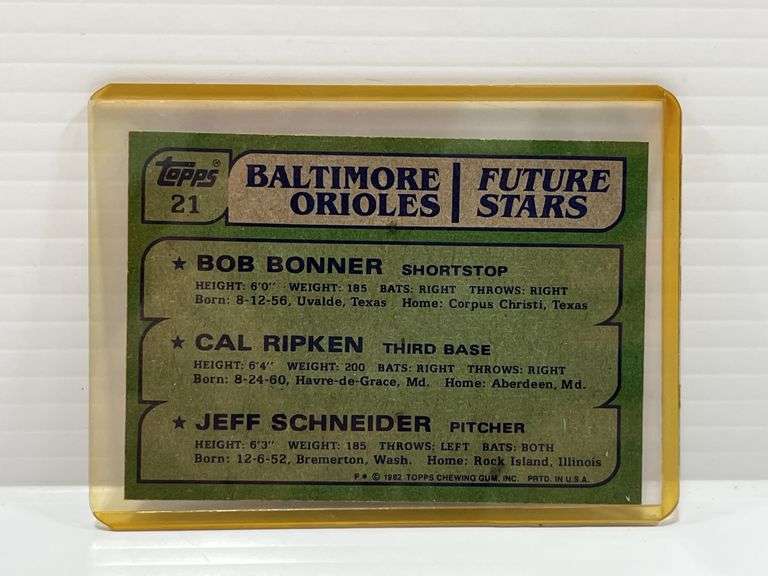 Topps®
21
BALTIMORE
ORIOLES
FUTURE
STARS
★ BOB BONNER SHORTSTOP
HEIGHT: 6'0" WEIGHT: 185 BATS: RIGHT THROWS: RIGHT
Born: 8-12-56, Uvalde, Texas Home: Corpus Christi, Texas
★ CAL RIPKEN THIRD BASE
HEIGHT: 6'4" WEIGHT: 200 BATS: RIGHT THROWS: RIGHT
Born: 8-24-60, Havre-de-Grace, Md. Home: Aberdeen, Md.
★ JEFF SCHNEIDER PITCHER
HEIGHT: 6'3" WEIGHT: 185 THROWS: LEFT BATS: BOTH
Born: 12-6-52, Bremerton, Wash. Home: Rock Island, Illinois
F* © 1982 TOPPS CHEWING GUM, INC. PRTD. IN U.S.A.